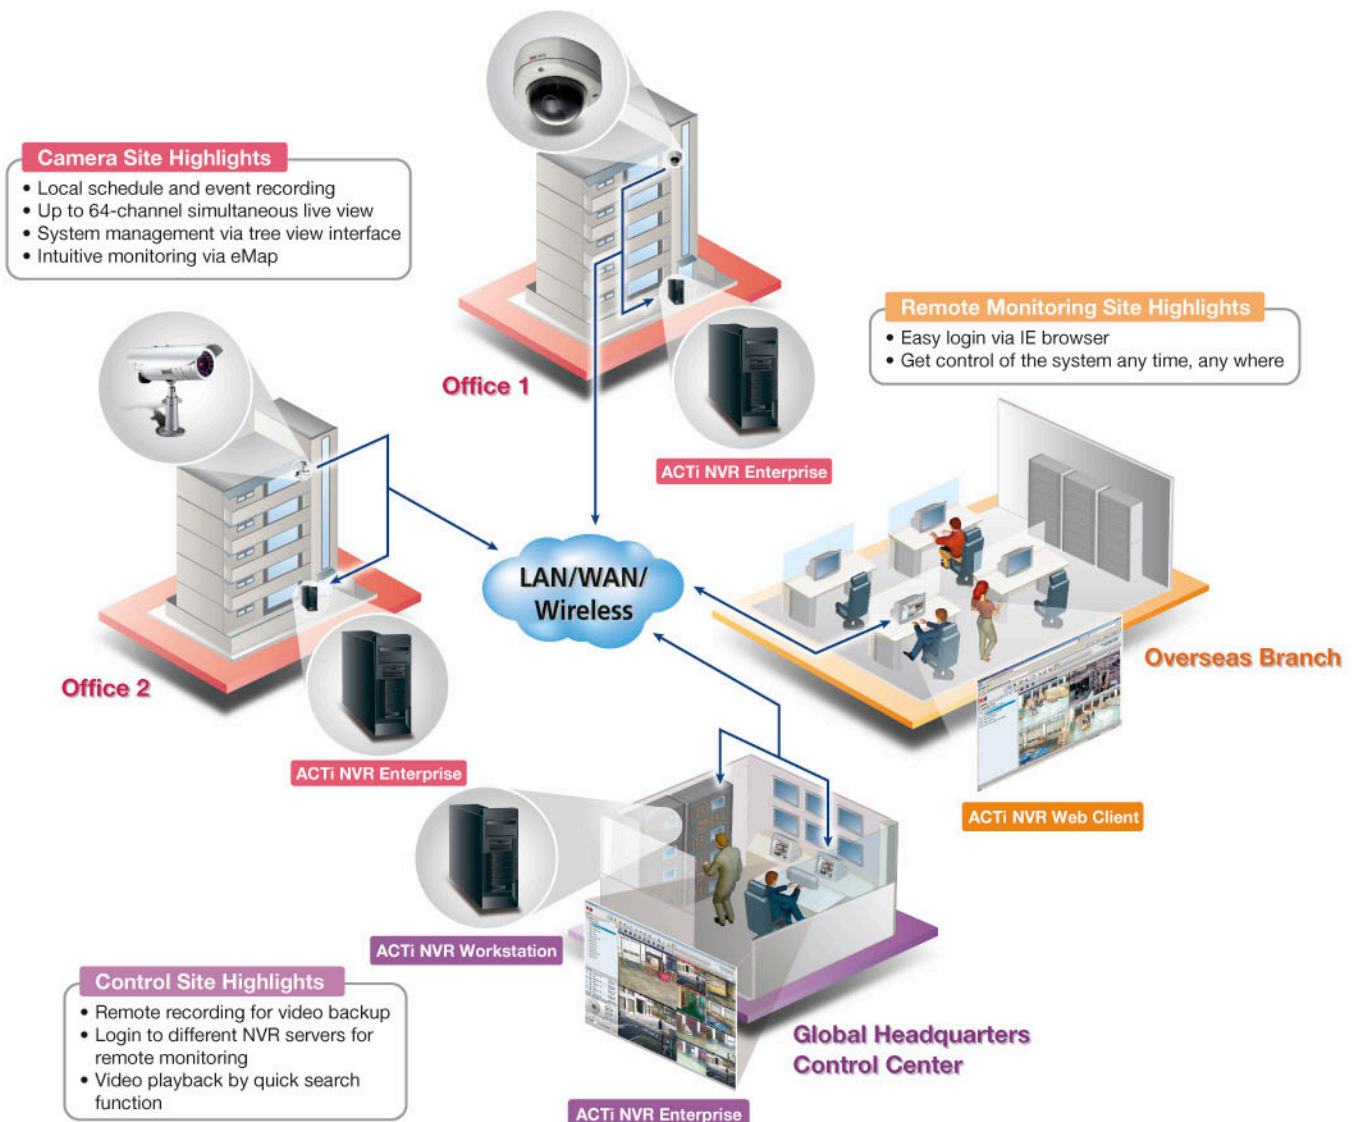 Camera Site Highlights
• Local schedule and event recording
• Up to 64-channel simultaneous live view
• System management via tree view interface
• Intuitive monitoring via eMap
Office 1
ACTi NVR Enterprise
Remote Monitoring Site Highlights
• Easy login via IE browser
• Get control of the system any time, any where
Office 2
ACTi NVR Enterprise
LAN/WAN/
Wireless
Overseas Branch
ACTi NVR Web Client
ACTi NVR Workstation
Control Site Highlights
• Remote recording for video backup
• Login to different NVR servers for
remote monitoring
• Video playback by quick search
function
Global Headquarters
Control Center
ACTi NVR Enterprise